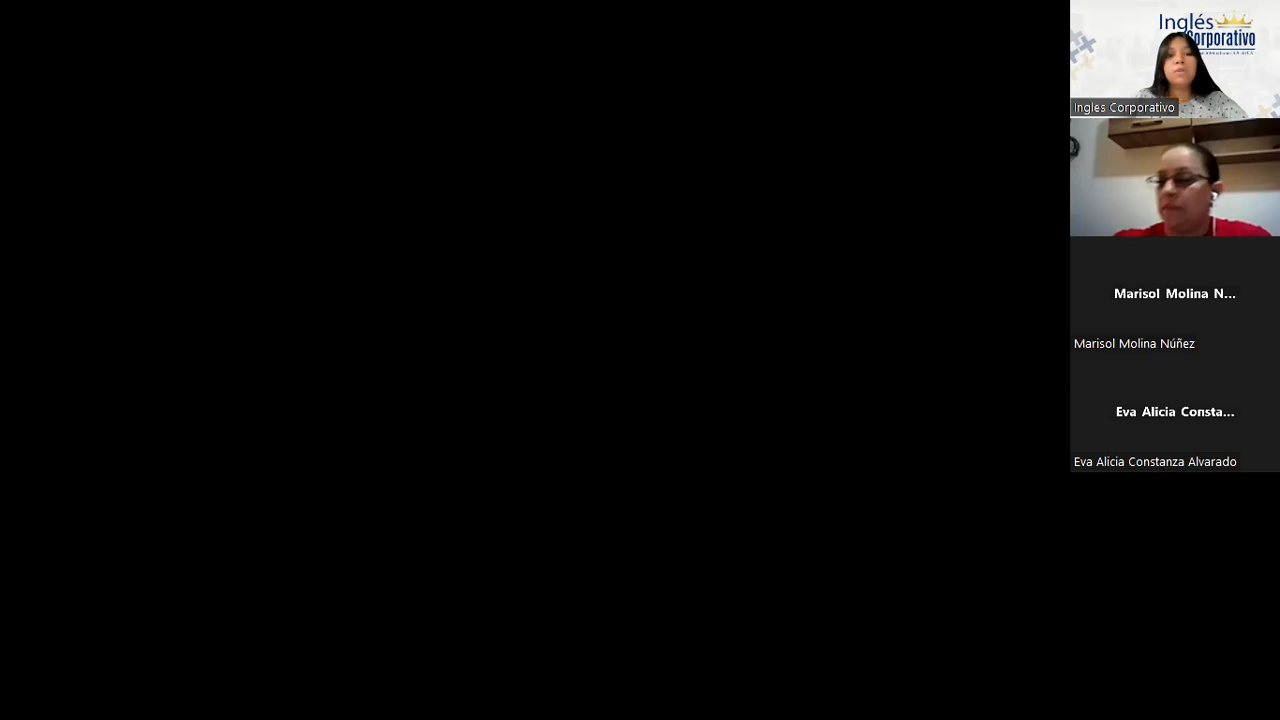 Inglés
Corporativo
Ingles Corporativo
Marisol Molina N...
Marisol Molina Núñez
Eva Alicia Consta...
Eva Alicia Constanza Alvarado